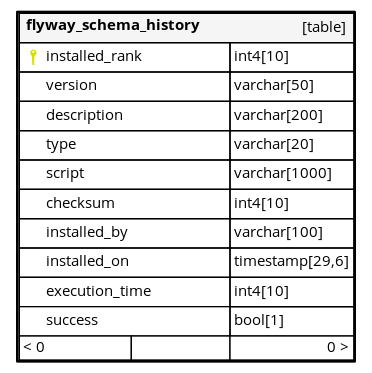 flyway_schema_history [table]
installed_rank int4[10]
version varchar[50]
description varchar[200]
type varchar[20]
script varchar[1000]
checksum int4[10]
installed_by varchar[100]
installed_on timestamp[29,6]
execution_time int4[10]
success bool[1]
< 0 0 >